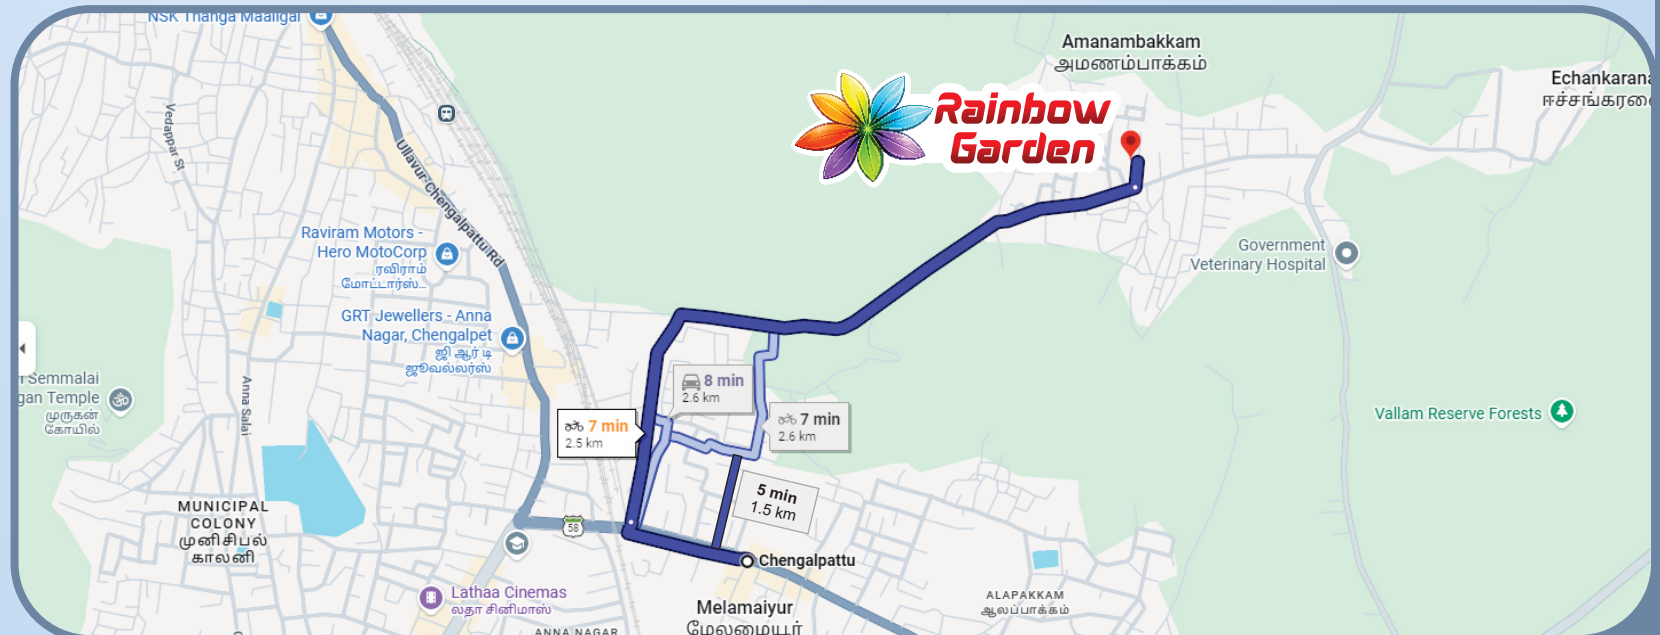 NSK Thanga Maaligai
Amanambakkam
அமணம்பாக்கம்
Echankarana
ஈச்சங்கரணை
Rainbow
Garden
Vedapar St
Ullavur-Chengalpattu Rd
Raviram Motors -
Hero MotoCorp
ரவிராம்
மோட்டார்ஸ்...
Government
Veterinary Hospital
GRT Jewellers - Anna
Nagar, Chengalpet
ஜி ஆர் டி
ஜூவல்லர்ஸ்
Semmalai
gan Temple
முருகன்
கோயில்
Anna Salai
8 min
2.6 km
7 min
2.5 km
7 min
2.6 km
Vallam Reserve Forests
5 min
1.5 km
MUNICIPAL
COLONY
முனிசிபல்
காலனி
58
Chengalpattu
Lathaa Cinemas
லதா சினிமாஸ்
Melamaiyur
மேலமையூர்
ALAPAKKAM
ஆலப்பாக்கம்
ANNA NAGAR